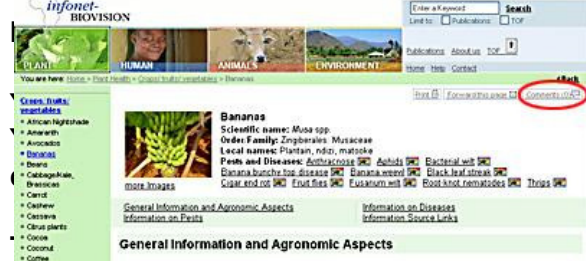 infonet-
BIOVISION
Enter a Keyword Search
Limit to: Publications TOF
Publications About us TOF
Home Help Contact
PLANT HUMAN ANIMALS ENVIRONMENT
You are here: Home > Plant Health > Crops/ fruits/ vegetables > Bananas
Back
Print Forward this page Comments (0)
Crops/ fruits/
vegetables
• African Nightshade
• Amaranth
• Avocados
• Bananas
• Beans
• Cabbage/Kale,
Brassicas
• Carrot
• Cashew
• Cassava
• Citrus plants
• Cocoa
• Coconut
• Coffee
more Images
Bananas
Scientific name: Musa spp.
Order/Family: Zingiberales: Musaceae
Local names: Plantain, ndizi, matooke
Pests and Diseases: Anthracnose Aphids Bacterial wilt
Banana bunchy top disease Banana weevil Black leaf streak
Cigar end rot Fruit flies Fusarium wilt Root-knot nematodes Thrips
General Information and Agronomic Aspects
Information on Pests
Information on Diseases
Information Source Links
General Information and Agronomic Aspects